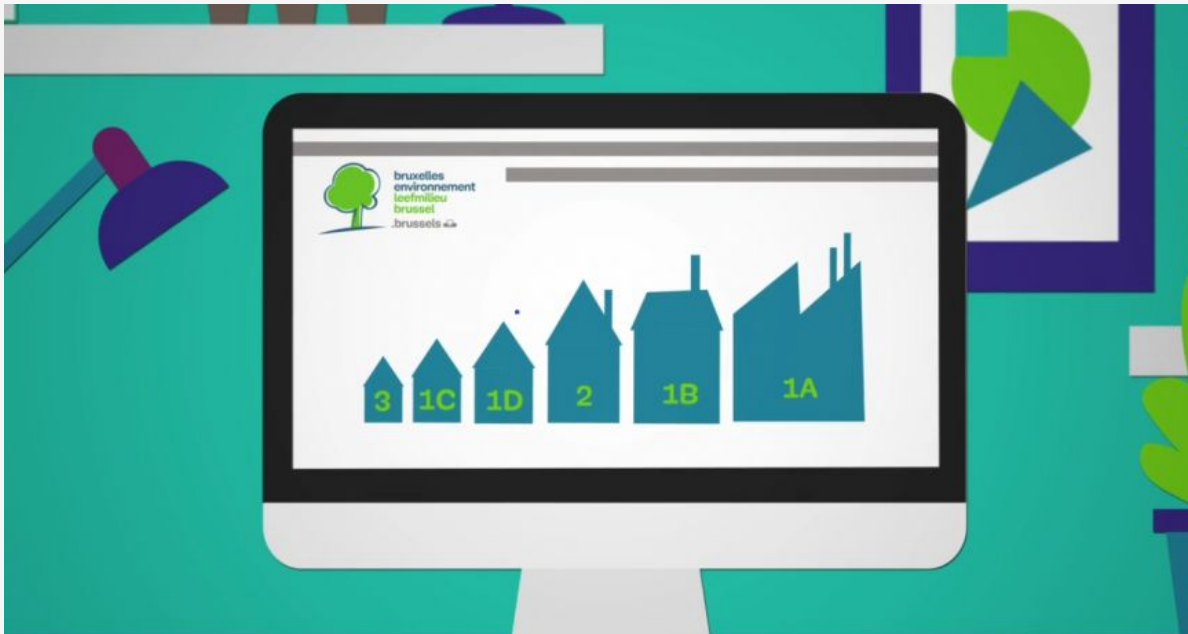 bruxelles
environnement
leefmilieu
brussel
.brussels
3 1C 1D 2 1B 1A